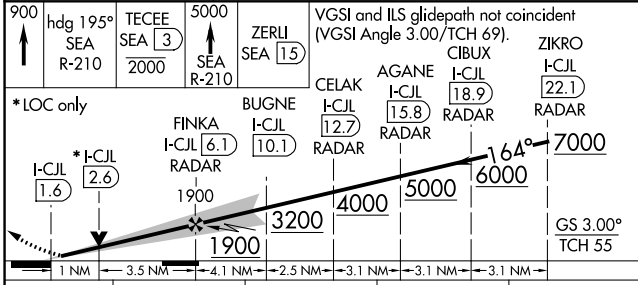 900
hdg 195°
SEA
R-210
TECEE
SEA 3
2000
5000
SEA
R-210
ZERLI
SEA 15
VGSI and ILS glidepath not coincident
(VGSI Angle 3.00/TCH 69).
*LOC only
I-CJL
1.6
*I-CJL
2.6
FINKA
I-CJL 6.1
RADAR
1900
BUGNE
I-CJL
10.1
CELAK
I-CJL
12.7
RADAR
AGANE
I-CJL
15.8
RADAR
CIBUX
I-CJL
18.9
RADAR
ZIKRO
I-CJL
22.1
RADAR
164°
7000
6000
5000
4000
3200
1900
GS 3.00°
TCH 55
1 NM
3.5 NM
4.1 NM
2.5 NM
3.1 NM
3.1 NM
3.1 NM